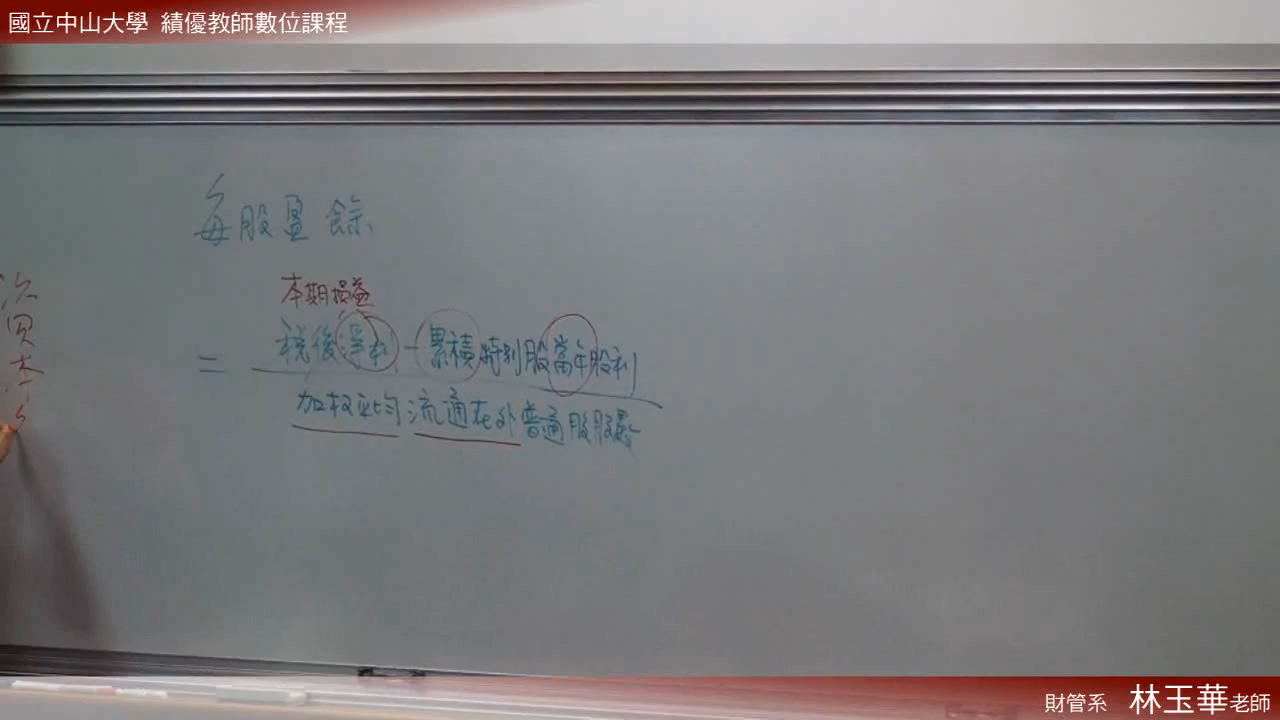 國立中山大學 績優教師數位課程
每股盈餘
本期損益
= 稅後淨利 - 累積特別股當年股利
加權平均流通在外普通股股數
財管系 林玉華老師